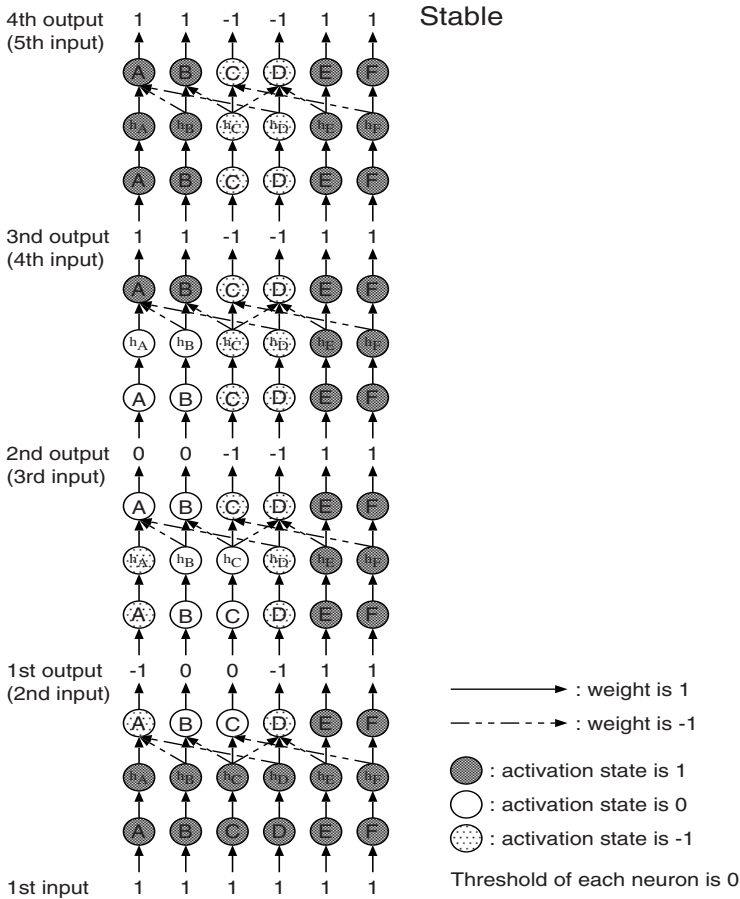 4th output 1 1 -1 -1 1 1 Stable
(5th input)
A B C D E F
hA hB hC hD hE hF
A B C D E F
3nd output 1 1 -1 -1 1 1
(4th input)
A B C D E F
hA hB hC hD hE hF
A B C D E F
2nd output 0 0 -1 -1 1 1
(3rd input)
A B C D E F
hA hB hC hD hE hF
A B C D E F
1st output -1 0 0 -1 1 1
(2nd input)
A B C D E F
hA hB hC hD hE hF
A B C D E F
1st input 1 1 1 1 1 1
: weight is 1
: weight is -1
: activation state is 1
: activation state is 0
: activation state is -1
Threshold of each neuron is 0